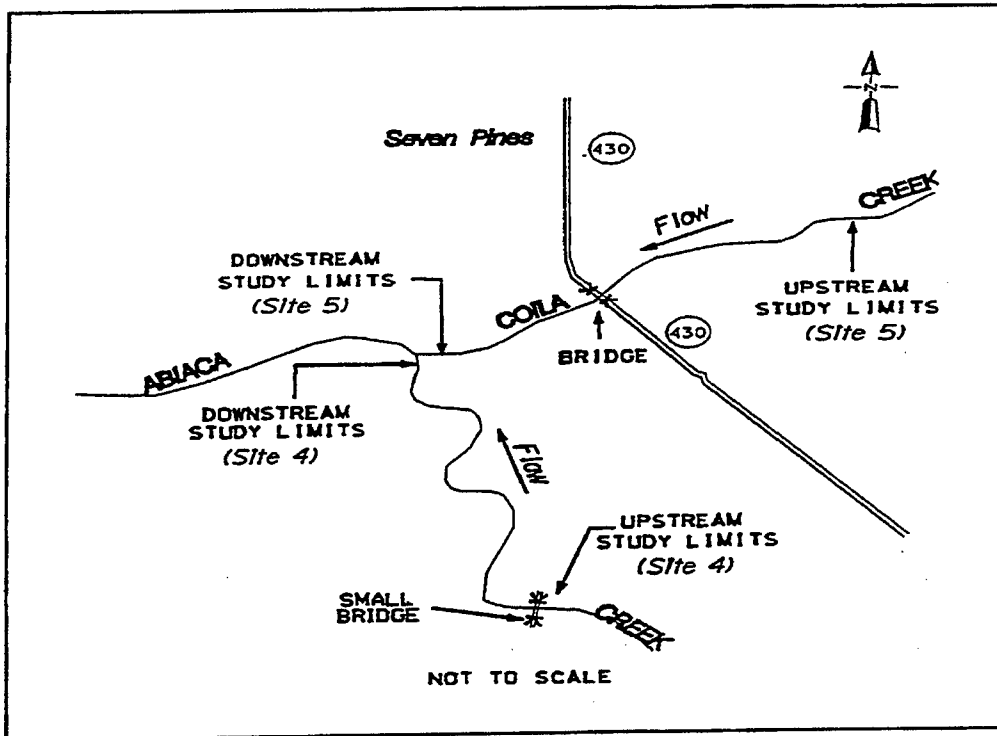 N
Seven Pines
430
CREEK
Flow
DOWNSTREAM
STUDY LIMITS
(Site 5)
UPSTREAM
STUDY LIMITS
(Site 5)
COILA
430
BRIDGE
ABIACA
DOWNSTREAM
STUDY LIMITS
(Site 4)
Flow
UPSTREAM
STUDY LIMITS
(Site 4)
SMALL
BRIDGE
CREEK
NOT TO SCALE